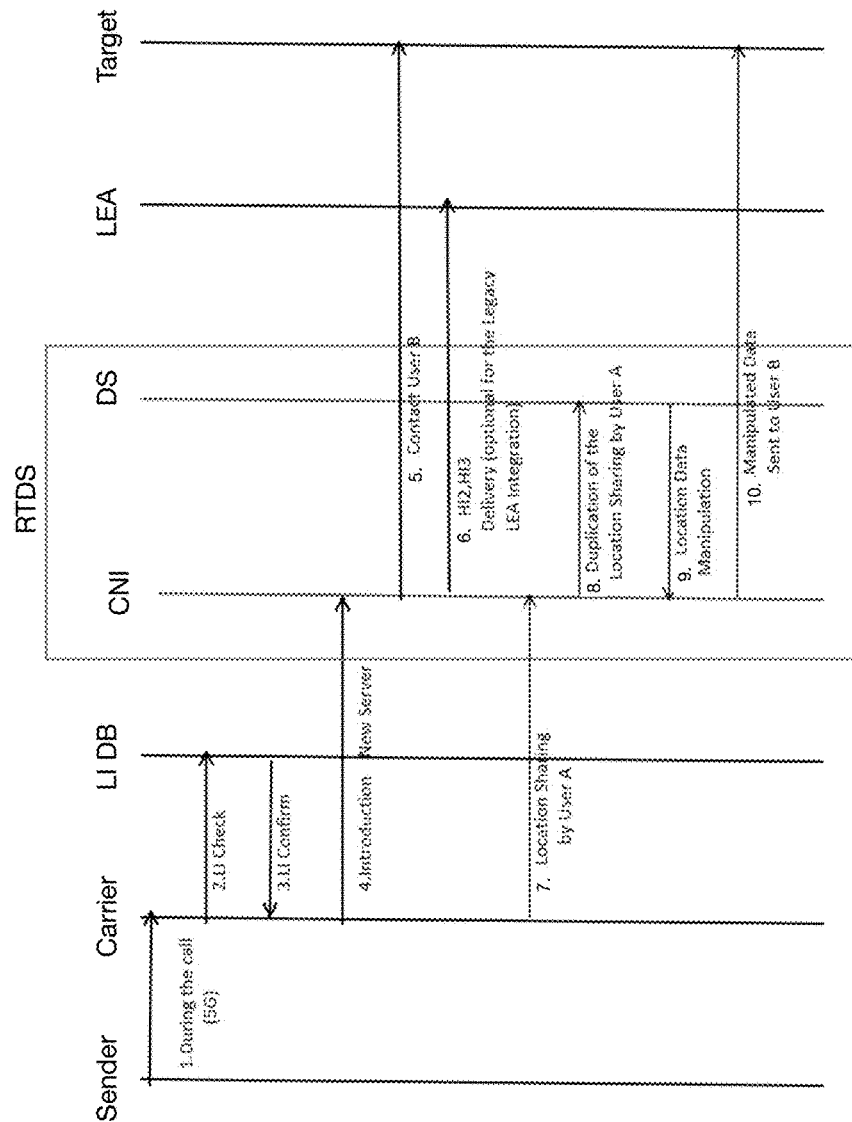 RTDS
Sender
Carrier
LI DB
CNI
DS
LEA
Target
1.During the call
(5G)
2.LI Check
3.LI Confirm
4.Introduction New Server
5. Contact User B
6. HI2,HI3
Delivery (optional for the Legacy
LEA Integration)
7. Location Sharing
by User A
8. Duplication of the
Location Sharing by User A
9. Location Data
Manipulation
10. Manipulated Data
Sent to User B